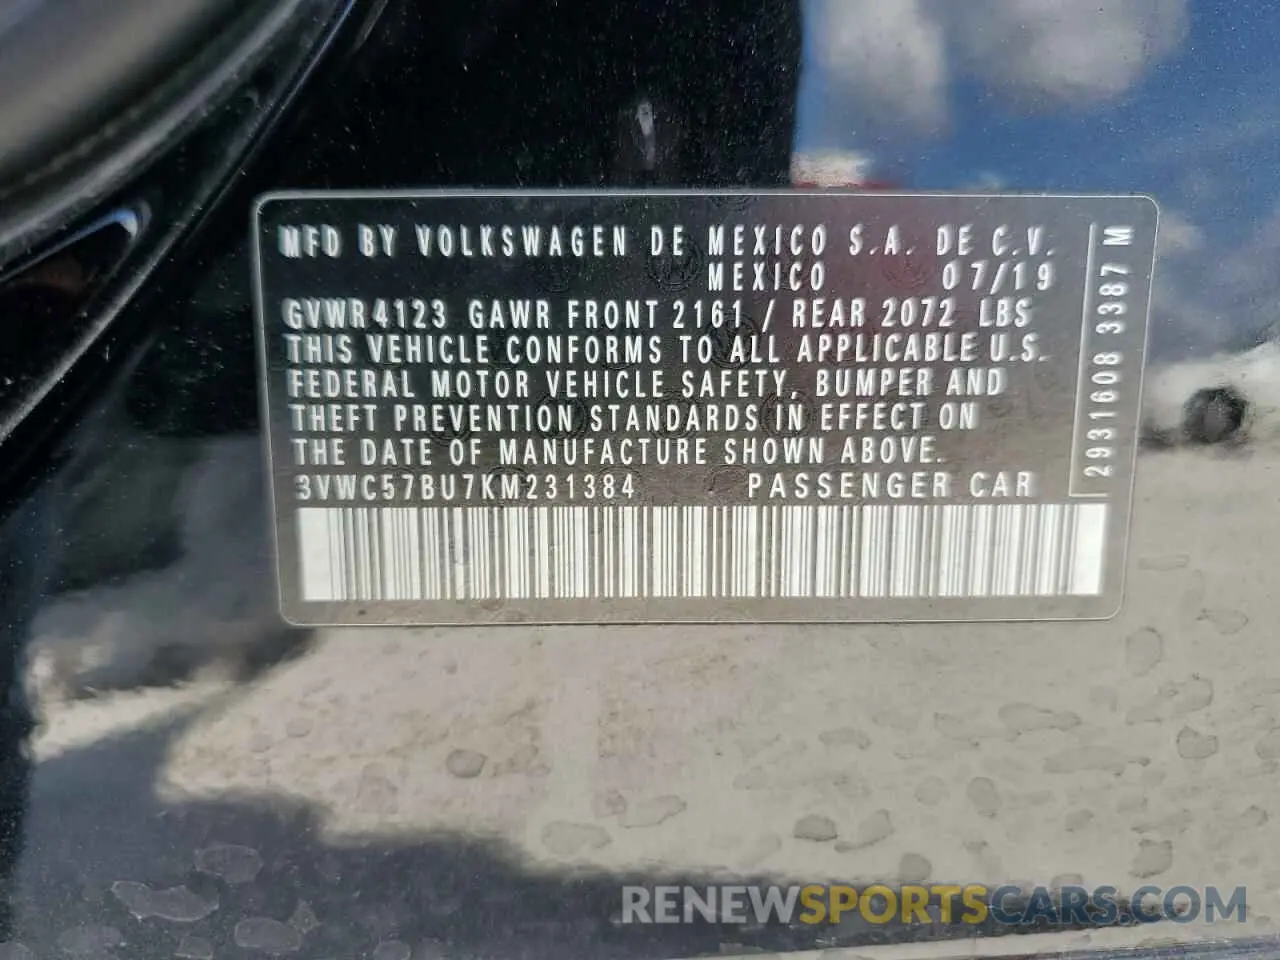 MFD BY VOLKSWAGEN DE MEXICO S.A. DE C.V.
MEXICO 07/19
GVWR 4123 GAWR FRONT 2161 / REAR 2072 LBS
THIS VEHICLE CONFORMS TO ALL APPLICABLE U.S.
FEDERAL MOTOR VEHICLE SAFETY, BUMPER AND
THEFT PREVENTION STANDARDS IN EFFECT ON
THE DATE OF MANUFACTURE SHOWN ABOVE.
3VWC57BU7KM231384 PASSENGER CAR
2931608 3387 M
RENEWSPORTSCARS.COM